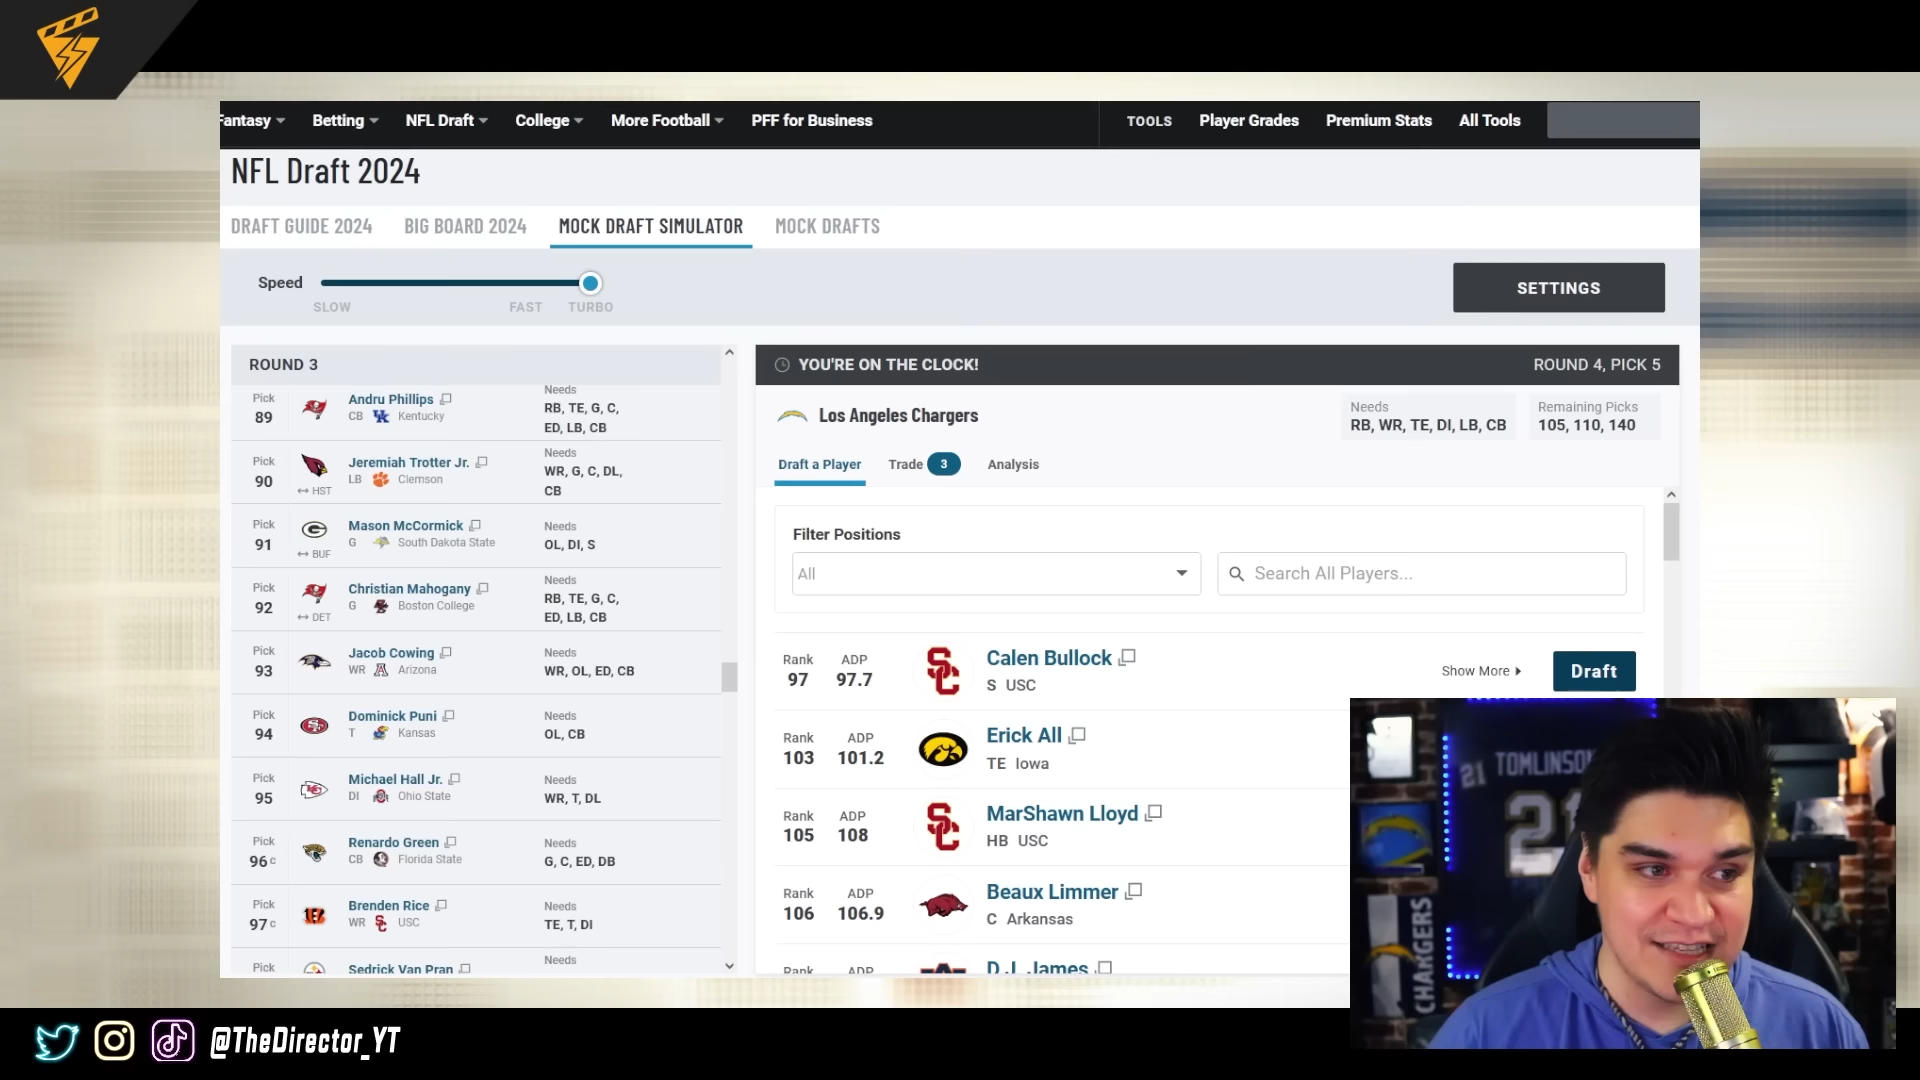 Fantasy
Betting
NFL Draft
College
More Football
PFF for Business
TOOLS
Player Grades
Premium Stats
All Tools
NFL Draft 2024
DRAFT GUIDE 2024
BIG BOARD 2024
MOCK DRAFT SIMULATOR
MOCK DRAFTS
Speed
SLOW
FAST
TURBO
SETTINGS
ROUND 3
Pick
89
Andru Phillips
CB Kentucky
Needs
RB, TE, G, C,
ED, LB, CB
Pick
90
HST
Jeremiah Trotter Jr.
LB Clemson
Needs
WR, G, C, DL,
CB
Pick
91
BUF
Mason McCormick
G South Dakota State
Needs
OL, DI, S
Pick
92
DET
Christian Mahogany
G Boston College
Needs
RB, TE, G, C,
ED, LB, CB
Pick
93
Jacob Cowing
WR Arizona
Needs
WR, OL, ED, CB
Pick
94
Dominick Puni
T Kansas
Needs
OL, CB
Pick
95
Michael Hall Jr.
DI Ohio State
Needs
WR, T, DL
Pick
96 c
Renardo Green
CB Florida State
Needs
G, C, ED, DB
Pick
97 c
Brenden Rice
WR USC
Needs
TE, T, DI
Pick
Sedrick Van Pran
Needs
YOU'RE ON THE CLOCK!
ROUND 4, PICK 5
Los Angeles Chargers
Needs
RB, WR, TE, DI, LB, CB
Remaining Picks
105, 110, 140
Draft a Player
Trade 3
Analysis
Filter Positions
All
Search All Players...
Rank
97
ADP
97.7
Calen Bullock
S USC
Show More
Draft
Rank
103
ADP
101.2
Erick All
TE Iowa
Rank
105
ADP
108
MarShawn Lloyd
HB USC
Rank
106
ADP
106.9
Beaux Limmer
C Arkansas
Rank
ADP
D.J. James
21 TOMLINSON
21
CHARGERS
@TheDirector_YT